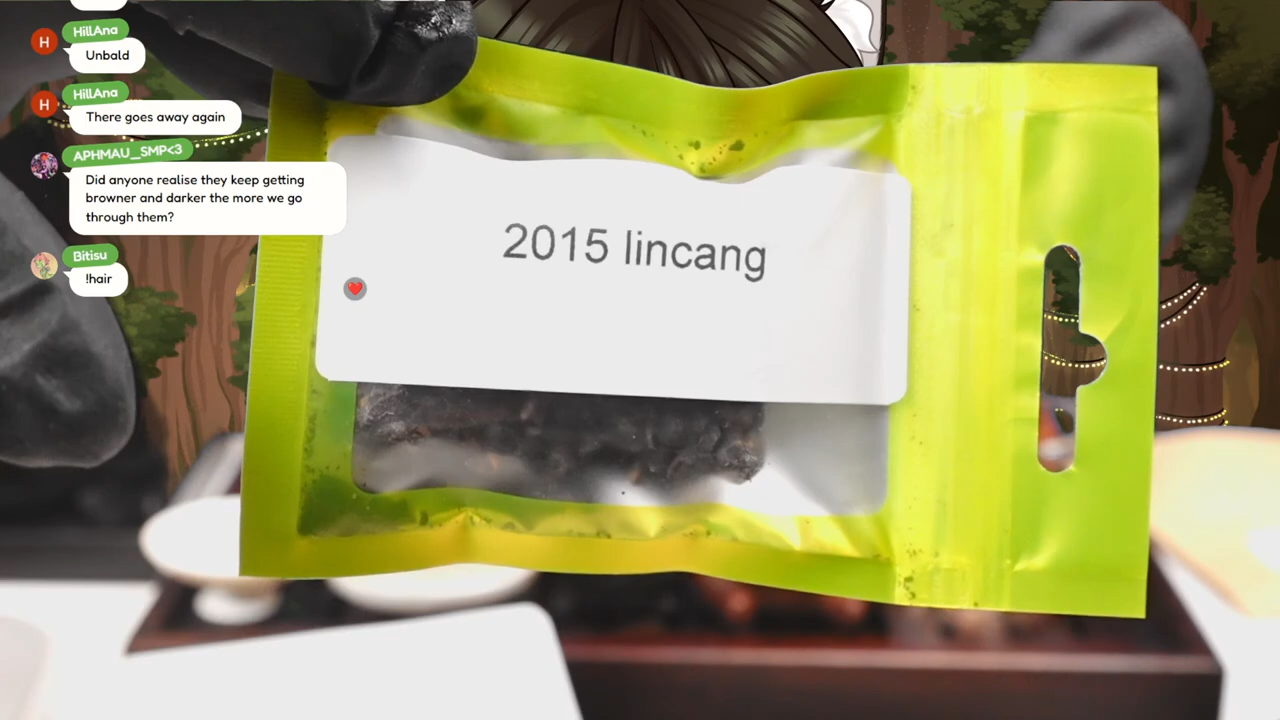 HillAna
H
Unbald
HillAna
H
There goes away again
APHMAU_SMP<3
Did anyone realise they keep getting
browner and darker the more we go
through them?
Bitisu
!hair
2015 lincang